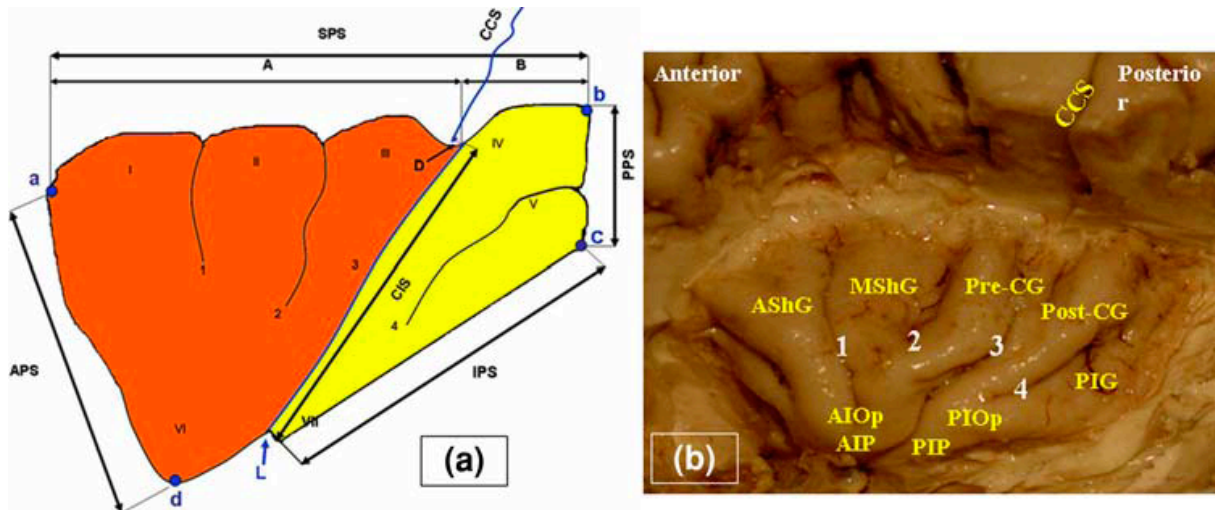 SPS
CCS
A
B
b
a
I
II
III
IV
D
PPS
V
C
1
2
3
CIS
4
APS
IPS
VI
VII
L
d
(a)
Anterior
Posterio
r
CCS
AShG
MShG
Pre-CG
Post-CG
1
2
3
4
PIG
AIOp
PIOp
AIP
PIP
(b)